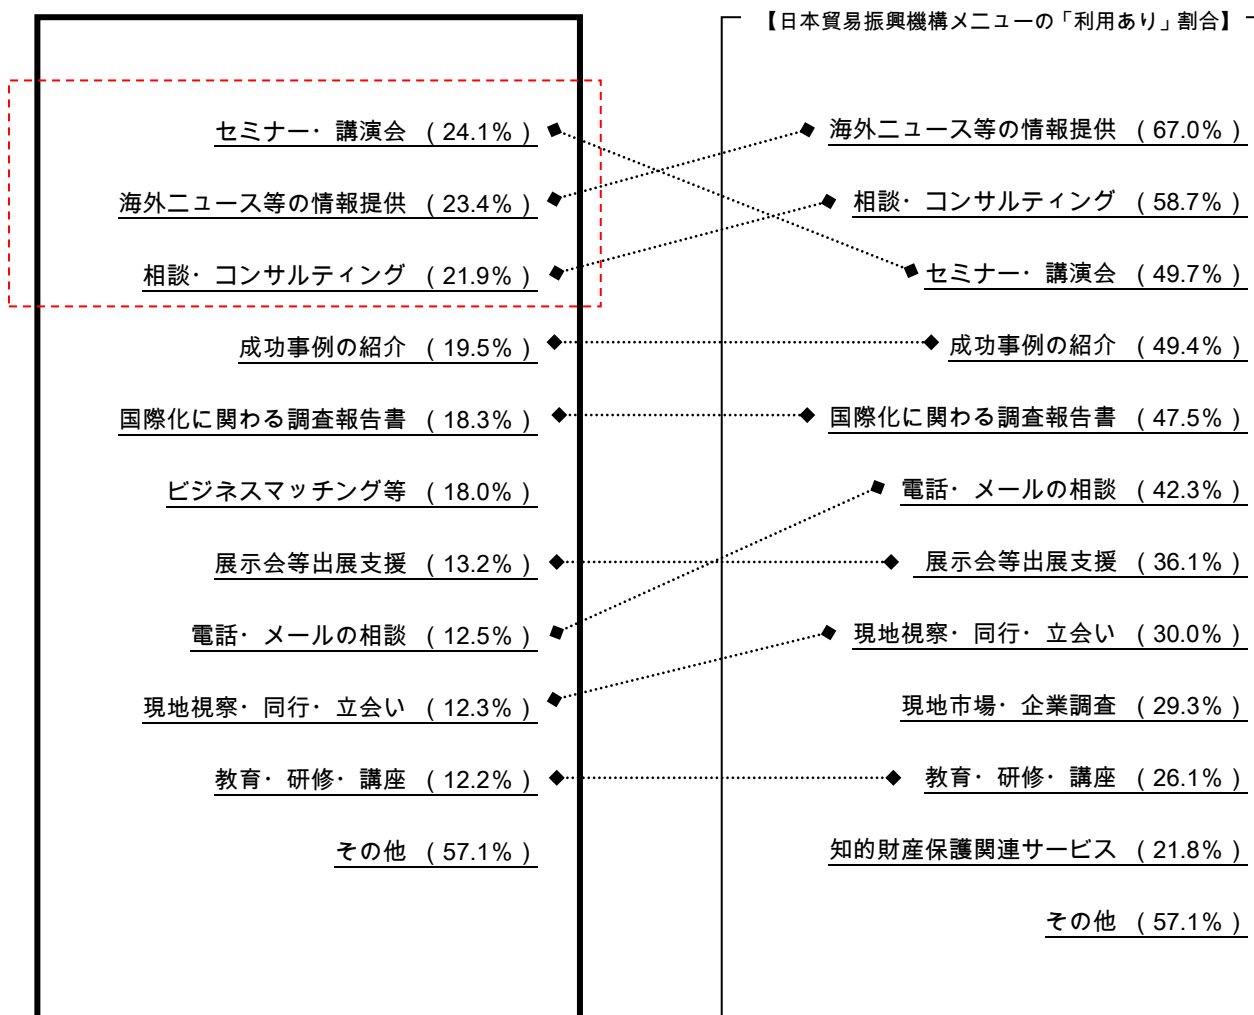 【日本貿易振興機構メニューの「利用あり」割合】
セミナー・講演会 (24.1%)
海外ニュース等の情報提供 (23.4%)
相談・コンサルティング (21.9%)
成功事例の紹介 (19.5%)
国際化に関わる調査報告書 (18.3%)
ビジネスマッチング等 (18.0%)
展示会等出展支援 (13.2%)
電話・メールの相談 (12.5%)
現地視察・同行・立会い (12.3%)
教育・研修・講座 (12.2%)
その他 (57.1%)
海外ニュース等の情報提供 (67.0%)
相談・コンサルティング (58.7%)
セミナー・講演会 (49.7%)
成功事例の紹介 (49.4%)
国際化に関わる調査報告書 (47.5%)
電話・メールの相談 (42.3%)
展示会等出展支援 (36.1%)
現地視察・同行・立会い (30.0%)
現地市場・企業調査 (29.3%)
教育・研修・講座 (26.1%)
知的財産保護関連サービス (21.8%)
その他 (57.1%)